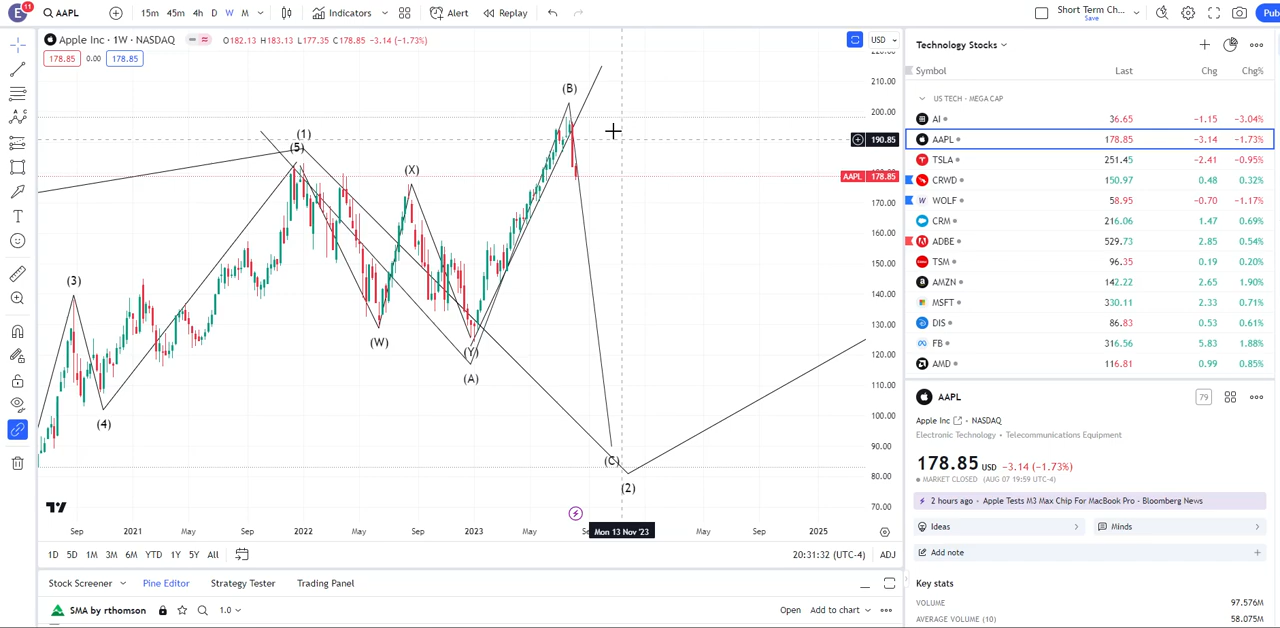 E 11 AAPL 15m 45m 4h D W M Indicators Alert Replay Short Term Ch... Save Pub
Apple Inc · 1W · NASDAQ O182.13 H183.13 L177.35 C178.85 −3.14 (−1.73%) USD
178.85 0.00 178.85
220.00
210.00
200.00
190.85
AAPL 178.85
170.00
160.00
150.00
140.00
130.00
120.00
110.00
100.00
90.00
80.00
70.00
(B)
(1)
(5)
(X)
(3)
(W)
(Y)
(A)
(4)
(C)
(2)
Sep 2021 May Sep 2022 May Sep 2023 May Se Mon 13 Nov '23 May Sep 2025
1D 5D 1M 3M 6M YTD 1Y 5Y All 20:31:32 (UTC-4) ADJ
Stock Screener Pine Editor Strategy Tester Trading Panel
SMA by rthomson 1.0 Open Add to chart
Technology Stocks
Symbol Last Chg Chg%
US TECH - MEGA CAP
AI 36.65 −1.15 −3.04%
AAPL 178.85 −3.14 −1.73%
TSLA 251.45 −2.41 −0.95%
CRWD 150.97 0.48 0.32%
W WOLF 58.95 −0.70 −1.17%
CRM 216.06 1.47 0.69%
ADBE 529.73 2.85 0.54%
TSM 96.35 0.19 0.20%
AMZN 142.22 2.65 1.90%
MSFT 330.11 2.33 0.71%
DIS 86.83 0.53 0.61%
FB 316.56 5.83 1.88%
AMD 116.81 0.99 0.85%
AAPL 79
Apple Inc · NASDAQ
Electronic Technology • Telecommunications Equipment
178.85 USD −3.14 (−1.73%)
MARKET CLOSED (AUG 07 19:59 UTC-4)
2 hours ago • Apple Tests M3 Max Chip For MacBook Pro - Bloomberg News
Ideas Minds
Add note
Key stats
VOLUME 97.576M
AVERAGE VOLUME (10) 58.075M